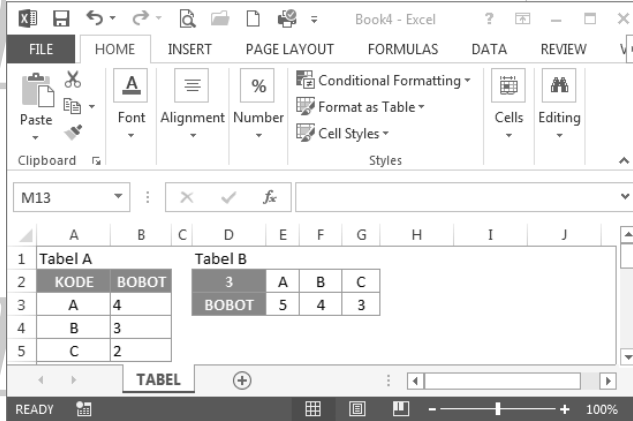 Book4 - Excel
FILE HOME INSERT PAGE LAYOUT FORMULAS DATA REVIEW
Paste
Clipboard
A
Font
Alignment
%
Number
Conditional Formatting
Format as Table
Cell Styles
Styles
Cells
Editing
M13
fx
A B C D E F G H I J
1 Tabel A Tabel B
2 KODE BOBOT 3 A B C
3 A 4 BOBOT 5 4 3
4 B 3
5 C 2
TABEL
READY 100%